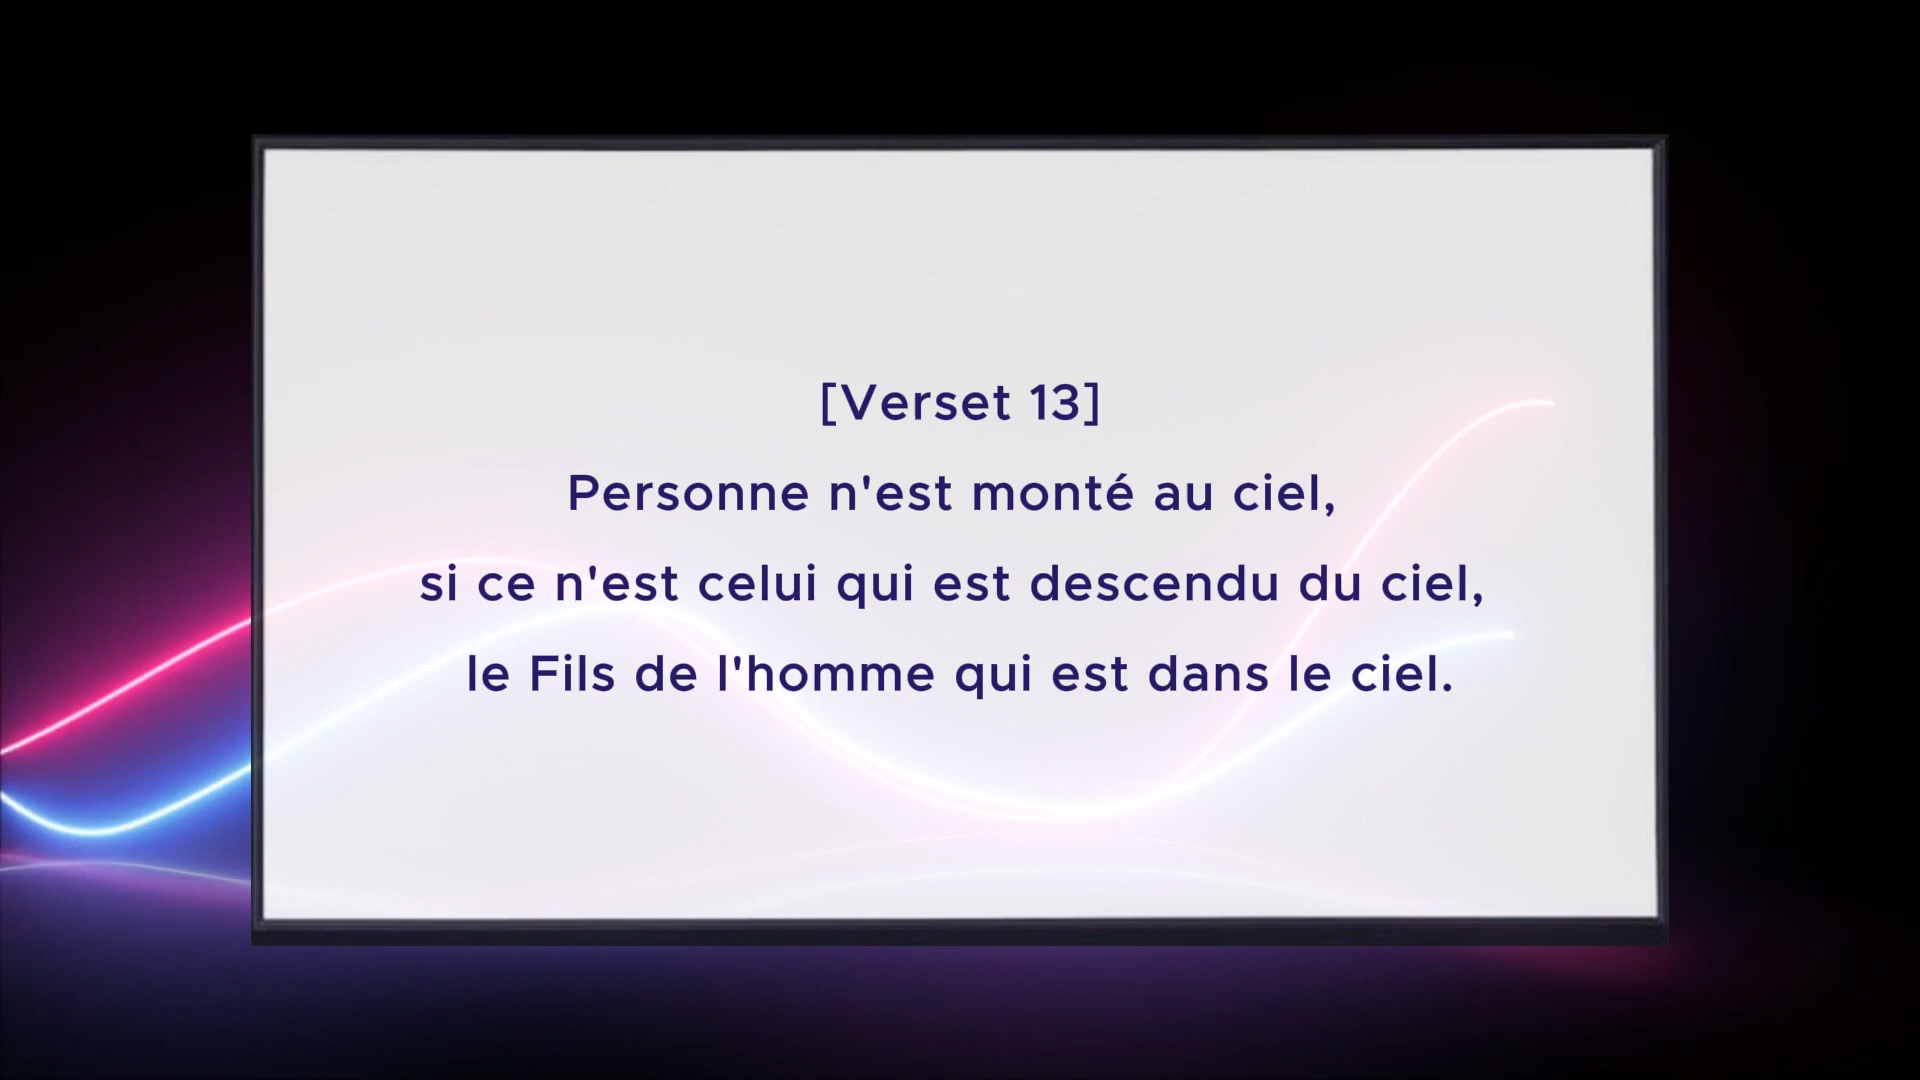 [Verset 13]
Personne n'est monté au ciel,
si ce n'est celui qui est descendu du ciel,
le Fils de l'homme qui est dans le ciel.